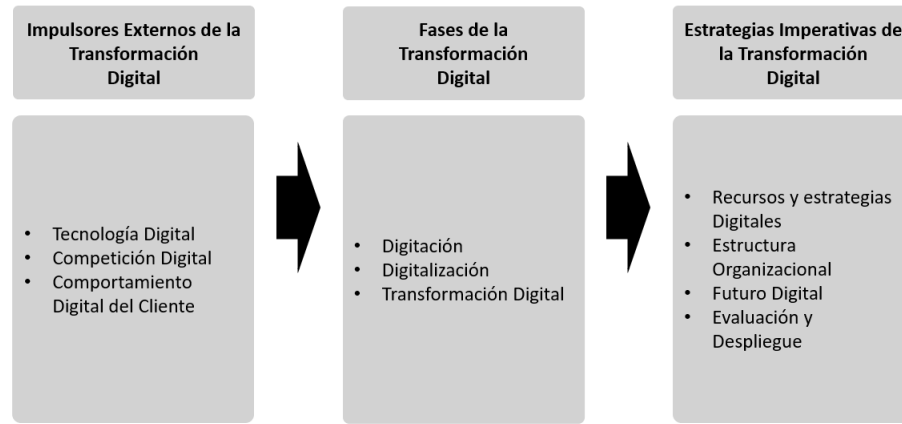 Impulsores Externos de la
Transformación
Digital
• Tecnología Digital
• Competición Digital
• Comportamiento
Digital del Cliente
Fases de la
Transformación
Digital
• Digitación
• Digitalización
• Transformación Digital
Estrategias Imperativas de
la Transformación
Digital
• Recursos y estrategias
Digitales
• Estructura
Organizacional
• Futuro Digital
• Evaluación y
Despliegue